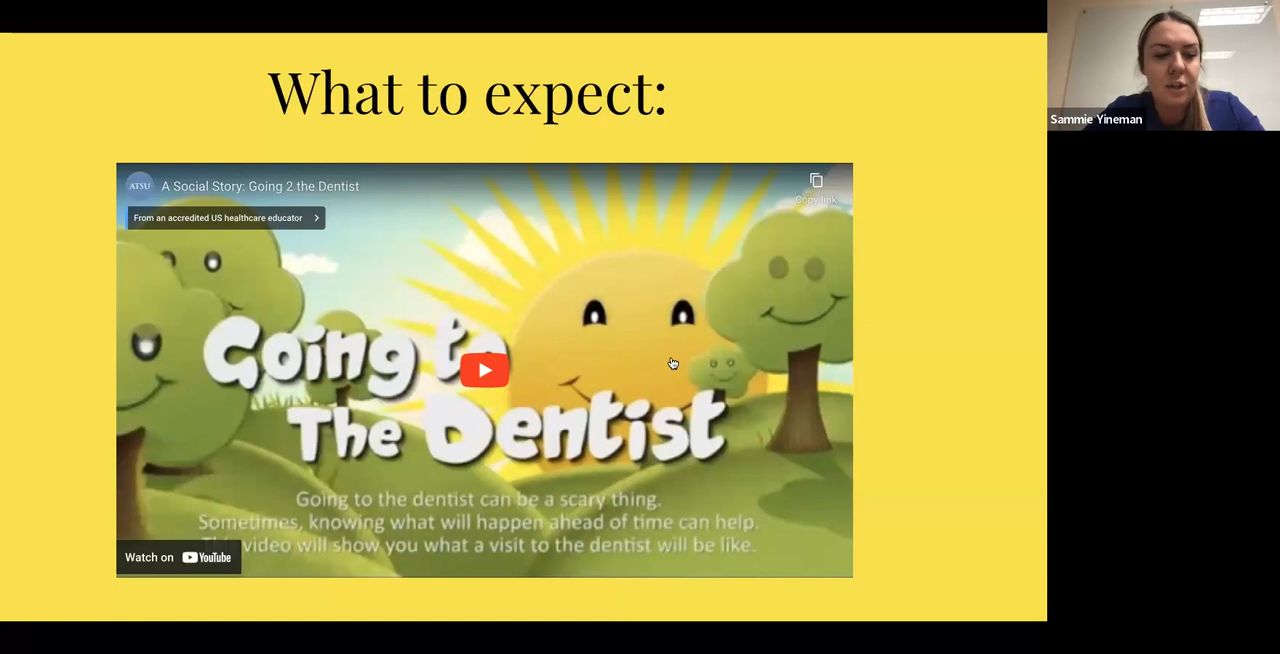 What to expect:
ATSU
A Social Story: Going 2 the Dentist
Copy link
From an accredited US healthcare educator
Going to
The Dentist
Going to the dentist can be a scary thing.
Sometimes, knowing what will happen ahead of time can help.
This video will show you what a visit to the dentist will be like.
Watch on YouTube
Sammie Yineman